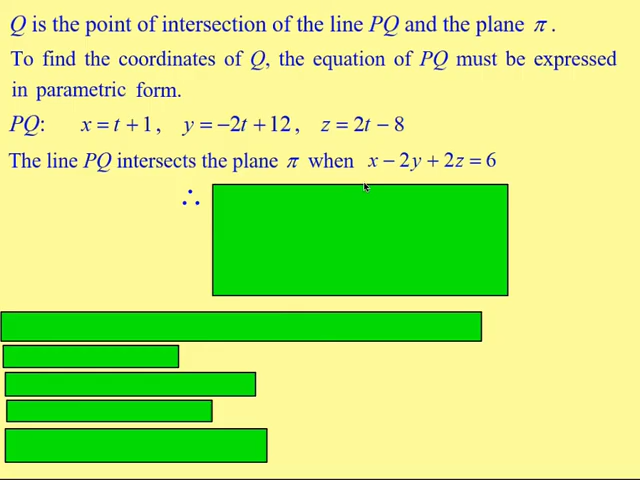 Q is the point of intersection of the line PQ and the plane π.
To find the coordinates of Q, the equation of PQ must be expressed
in parametric form.
PQ: x = t + 1, y = −2t + 12, z = 2t − 8
The line PQ intersects the plane π when x − 2y + 2z = 6
∴